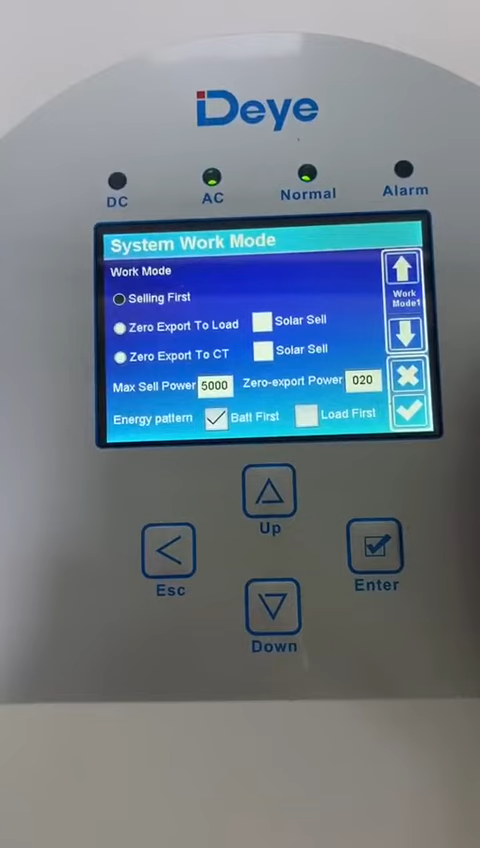 Deye
DC AC Normal Alarm
System Work Mode
Work Mode
Selling First
Zero Export To Load Solar Sell
Zero Export To CT Solar Sell
Max Sell Power 5000 Zero-export Power 020
Energy pattern Batt First Load First
Work
Mode1
Up
Esc
Enter
Down